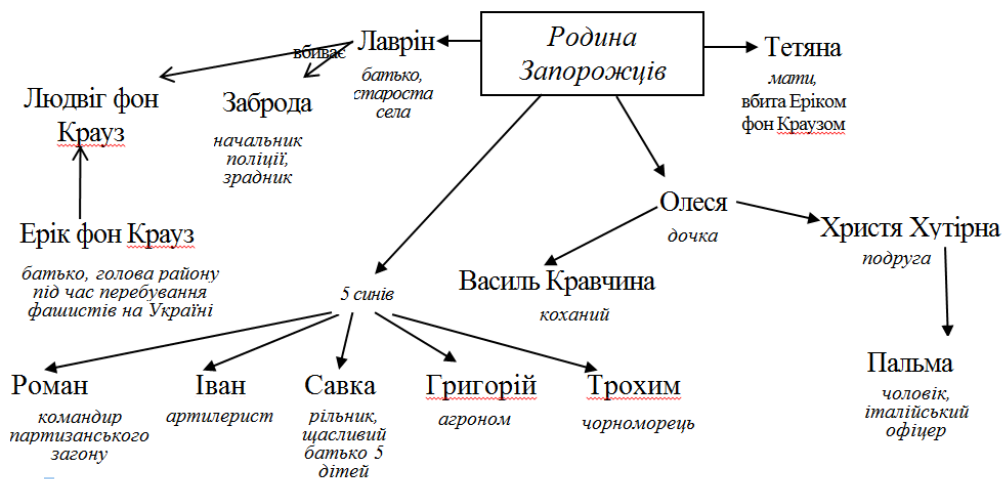 Родина
Запорожців
Лаврін
батько,
староста
села
вбиває
Тетяна
мати,
вбита Еріком
фон Краузом
Людвіг фон
Крауз
Заброда
начальник
поліції,
зрадник
Ерік фон Крауз
батько, голова району
під час перебування
фашистів на Україні
Олеся
дочка
Василь Кравчина
коханий
Христя Хутірна
подруга
Пальма
чоловік,
італійський
офіцер
5 синів
Роман
командир
партизанського
загону
Іван
артилерист
Савка
рільник,
щасливий
батько 5
дітей
Григорій
агроном
Трохим
чорноморець